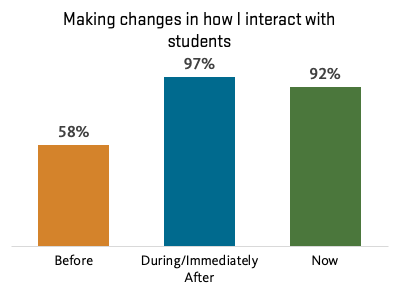 Making changes in how I interact with
students
97%
92%
58%
Before
During/Immediately
After
Now